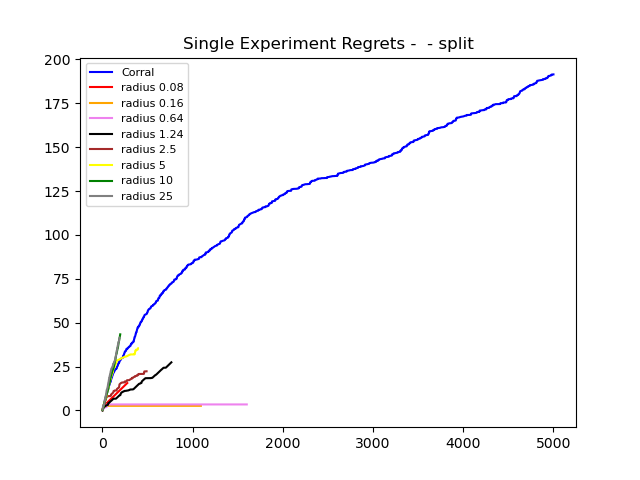 Single Experiment Regrets -  - split
200
175
150
125
100
75
50
25
0
Corral
radius 0.08
radius 0.16
radius 0.64
radius 1.24
radius 2.5
radius 5
radius 10
radius 25
0 1000 2000 3000 4000 5000